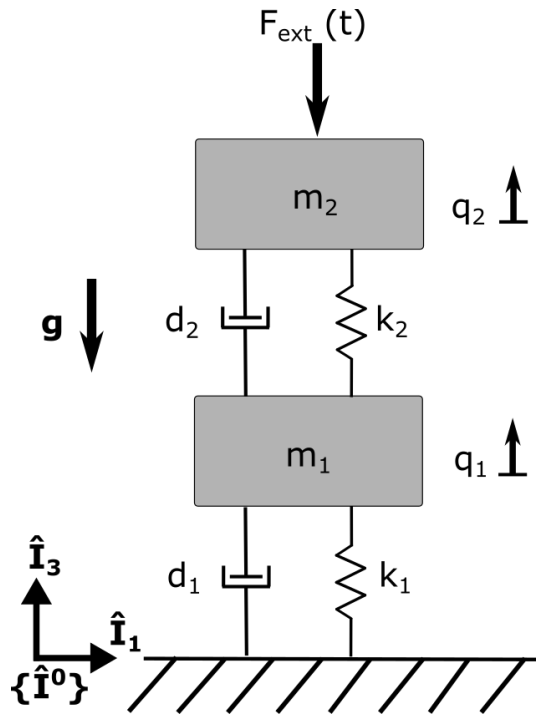 F_ext (t)
m₂
q₂
d₂
k₂
g
m₁
q₁
d₁
k₁
Î₃
Î₁
{Î⁰}